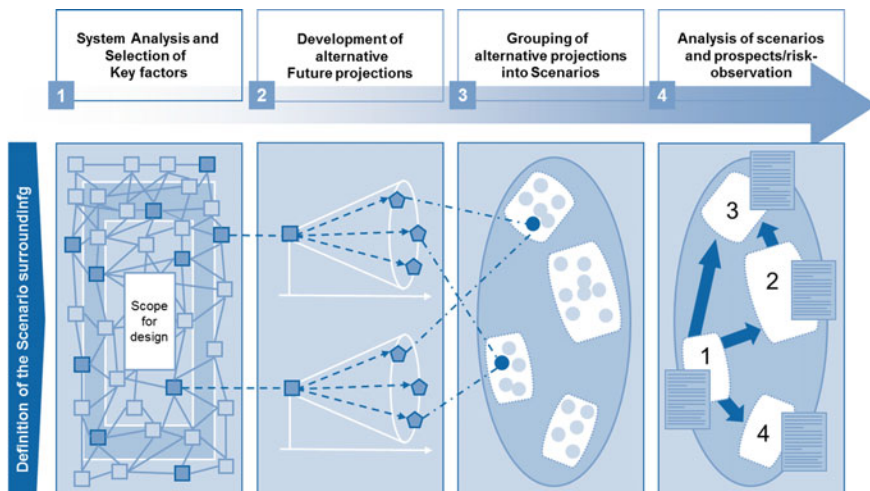 System Analysis and
Selection of
Key factors
1
Development of
alternative
Future projections
2
Grouping of
alternative projections
into Scenarios
3
Analysis of scenarios
and prospects/risk-
observation
4
Definition of the Scenario surroundinfg
Scope
for
design
3
2
1
4